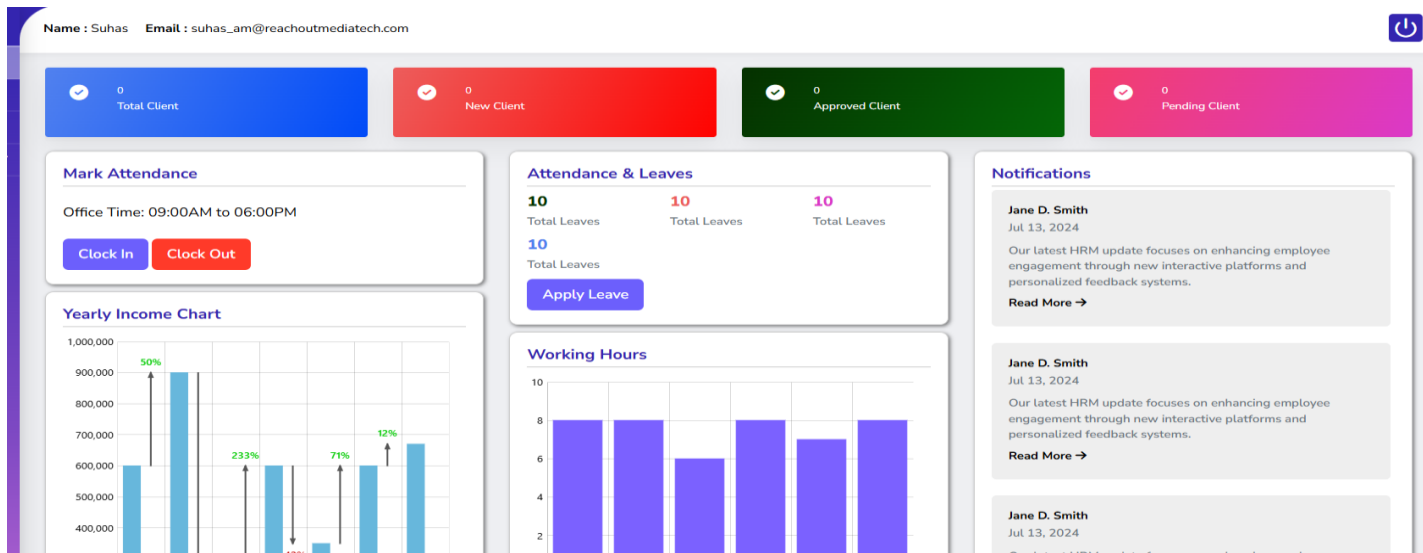 Name : Suhas Email : suhas_am@reachoutmediatech.com
0
Total Client
0
New Client
0
Approved Client
0
Pending Client
Mark Attendance
Office Time: 09:00AM to 06:00PM
Clock In Clock Out
Yearly Income Chart
1,000,000
900,000
800,000
700,000
600,000
500,000
400,000
50%
233%
71%
12%
Attendance & Leaves
10 10 10
Total Leaves Total Leaves Total Leaves
10
Total Leaves
Apply Leave
Working Hours
10
8
6
4
2
Notifications
Jane D. Smith
Jul 13, 2024
Our latest HRM update focuses on enhancing employee
engagement through new interactive platforms and
personalized feedback systems.
Read More →
Jane D. Smith
Jul 13, 2024
Our latest HRM update focuses on enhancing employee
engagement through new interactive platforms and
personalized feedback systems.
Read More →
Jane D. Smith
Jul 13, 2024